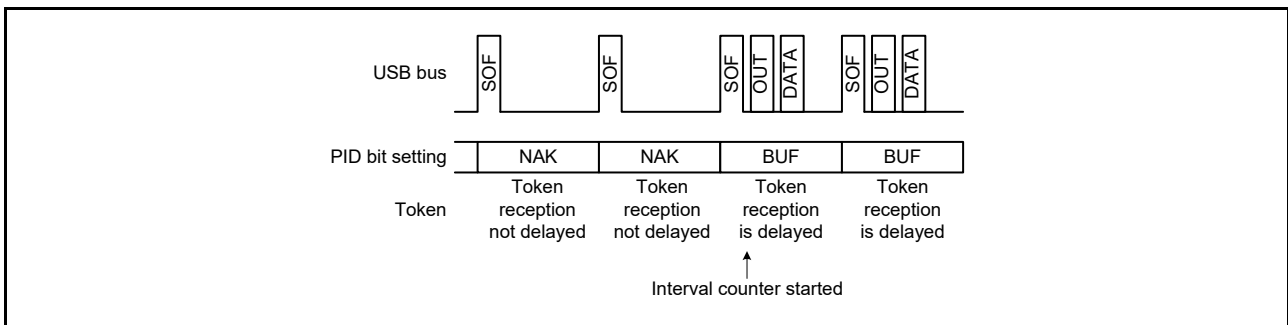 USB bus
SOF
SOF
SOF
OUT
DATA
SOF
OUT
DATA
PID bit setting
NAK
NAK
BUF
BUF
Token
Token
reception
not delayed
Token
reception
not delayed
Token
reception
is delayed
Token
reception
is delayed
Interval counter started